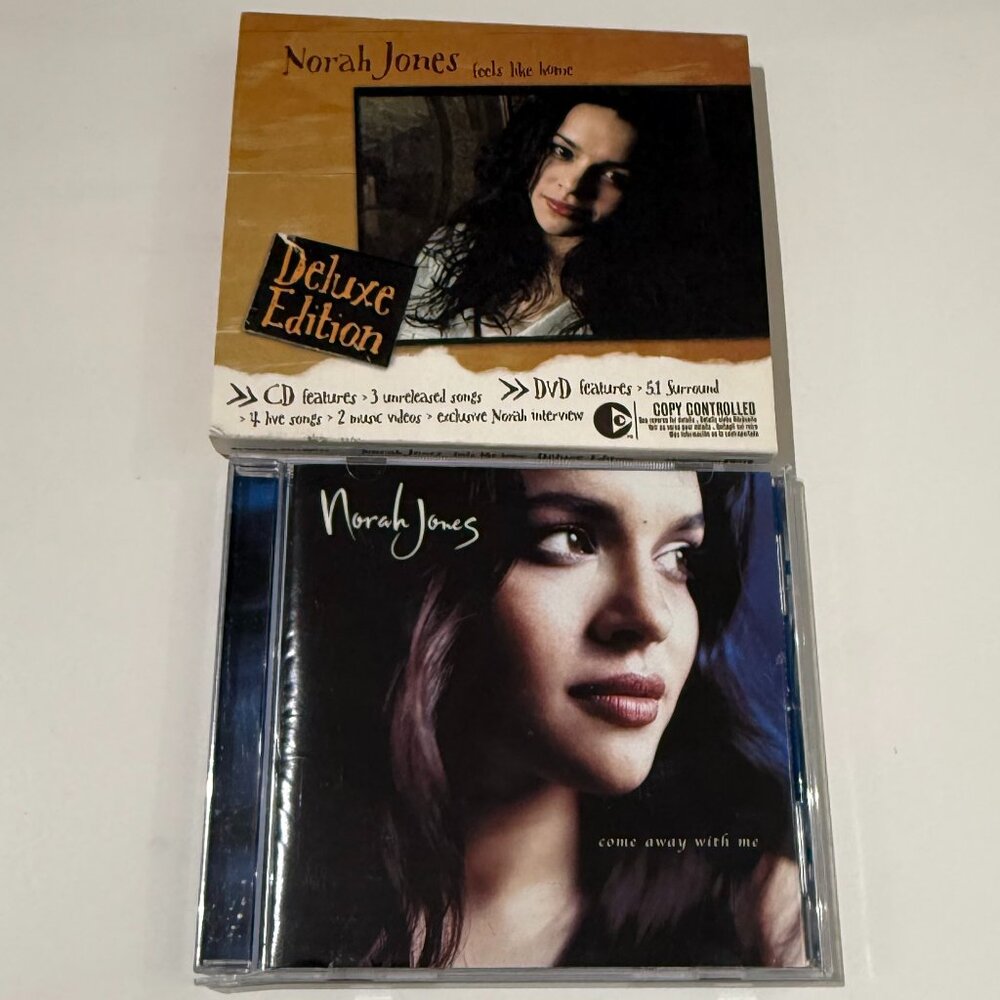 Norah Jones feels like home
Deluxe
Edition
CD features > 3 unreleased songs
DVD features > 5.1 Surround
> 4 live songs > 2 music videos > exclusive Norah interview
COPY CONTROLLED
Norah Jones
come away with me